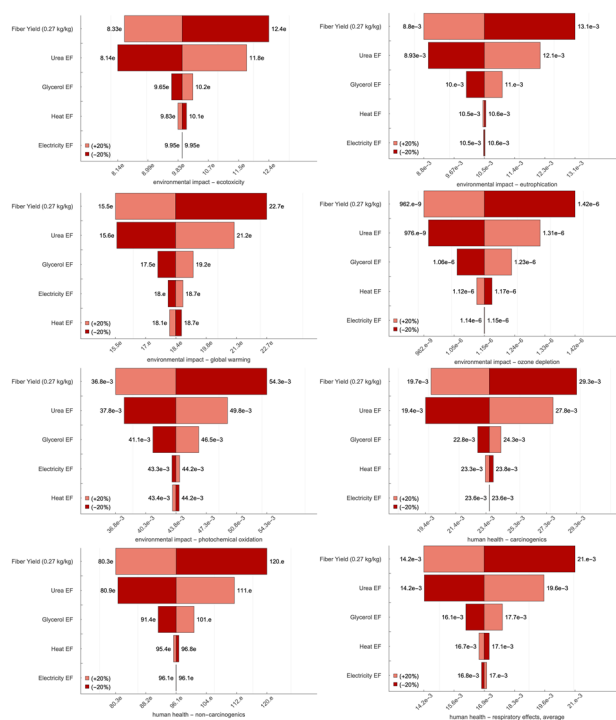 Fiber Yield (0.27 kg/kg) 8.33e 12.4e
Urea EF 8.14e 11.8e
Glycerol EF 9.65e 10.2e
Heat EF 9.83e 10.1e
Electricity EF 9.95e 9.95e
(+20%)
(−20%)
8.14e 8.99e 9.83e 10.7e 11.5e 12.4e
environmental impact – ecotoxicity
Fiber Yield (0.27 kg/kg) 8.8e−3 13.1e−3
Urea EF 8.93e−3 12.1e−3
Glycerol EF 10.e−3 11.e−3
Heat EF 10.5e−3 10.6e−3
Electricity EF 10.5e−3 10.6e−3
(+20%)
(−20%)
8.8e−3 9.67e−3 10.5e−3 11.4e−3 12.3e−3 13.1e−3
environmental impact – eutrophication
Fiber Yield (0.27 kg/kg) 15.5e 22.7e
Urea EF 15.6e 21.2e
Glycerol EF 17.5e 19.2e
Electricity EF 18.e 18.7e
Heat EF 18.1e 18.7e
(+20%)
(−20%)
15.5e 17.e 18.4e 19.8e 21.3e 22.7e
environmental impact – global warming
Fiber Yield (0.27 kg/kg) 982.e−9 1.42e−6
Urea EF 976.e−9 1.31e−6
Glycerol EF 1.06e−6 1.23e−6
Heat EF 1.12e−6 1.17e−6
Electricity EF 1.14e−6 1.15e−6
(+20%)
(−20%)
982.e−9 1.05e−6 1.15e−6 1.24e−6 1.33e−6 1.42e−6
environmental impact – ozone depletion
Fiber Yield (0.27 kg/kg) 36.8e−3 54.3e−3
Urea EF 37.8e−3 49.8e−3
Glycerol EF 41.1e−3 46.5e−3
Electricity EF 43.3e−3 44.2e−3
Heat EF 43.4e−3 44.2e−3
(+20%)
(−20%)
36.8e−3 40.3e−3 43.8e−3 47.3e−3 50.8e−3 54.3e−3
environmental impact – photochemical oxidation
Fiber Yield (0.27 kg/kg) 19.7e−3 29.3e−3
Urea EF 19.4e−3 27.8e−3
Glycerol EF 22.8e−3 24.3e−3
Heat EF 23.3e−3 23.8e−3
Electricity EF 23.6e−3 23.6e−3
(+20%)
(−20%)
19.4e−3 21.4e−3 23.4e−3 25.3e−3 27.3e−3 29.3e−3
human health – carcinogenics
Fiber Yield (0.27 kg/kg) 80.3e 120.e
Urea EF 80.9e 111.e
Glycerol EF 91.4e 101.e
Heat EF 95.4e 96.8e
Electricity EF 96.1e 96.1e
(+20%)
(−20%)
80.3e 88.2e 96.1e 104.e 112.e 120.e
human health – non−carcinogenics
Fiber Yield (0.27 kg/kg) 14.2e−3 21.e−3
Urea EF 14.2e−3 19.6e−3
Glycerol EF 16.1e−3 17.7e−3
Heat EF 16.7e−3 17.1e−3
Electricity EF 16.8e−3 17.e−3
(+20%)
(−20%)
14.2e−3 15.6e−3 16.9e−3 18.3e−3 19.6e−3 21.e−3
human health – respiratory effects, average